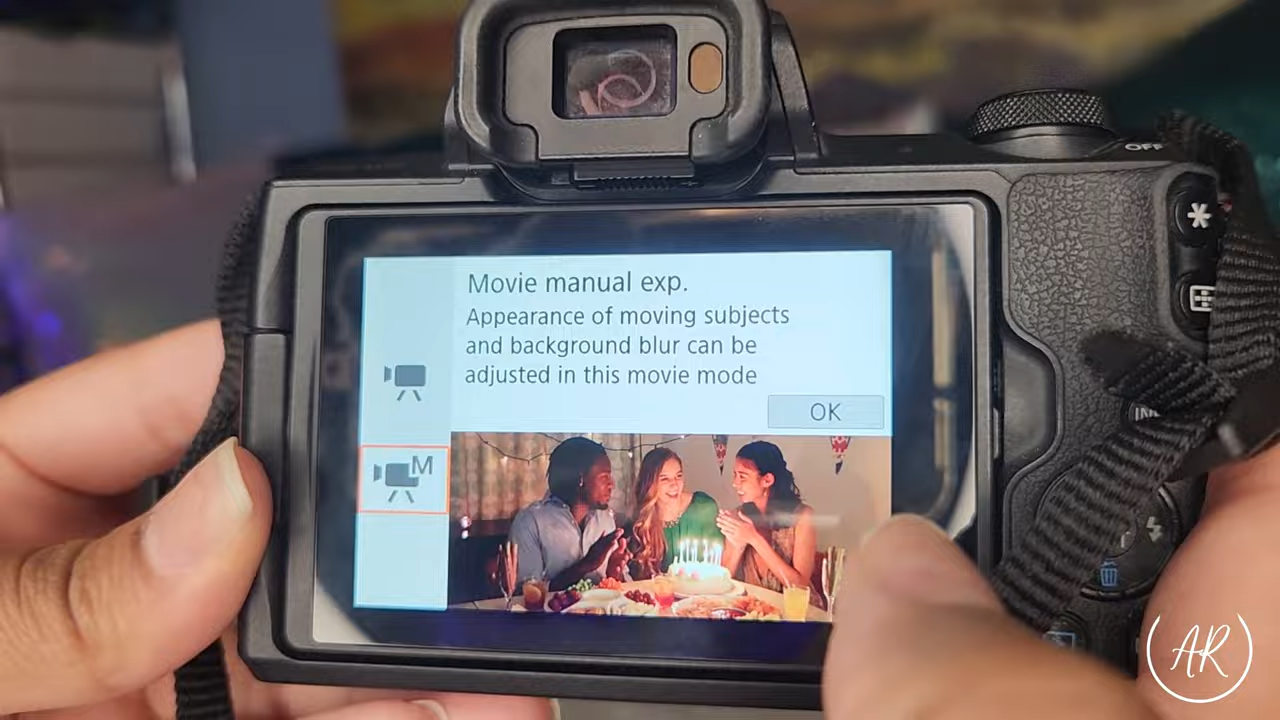 OFF
Movie manual exp.
Appearance of moving subjects
and background blur can be
adjusted in this movie mode
OK
M
AR